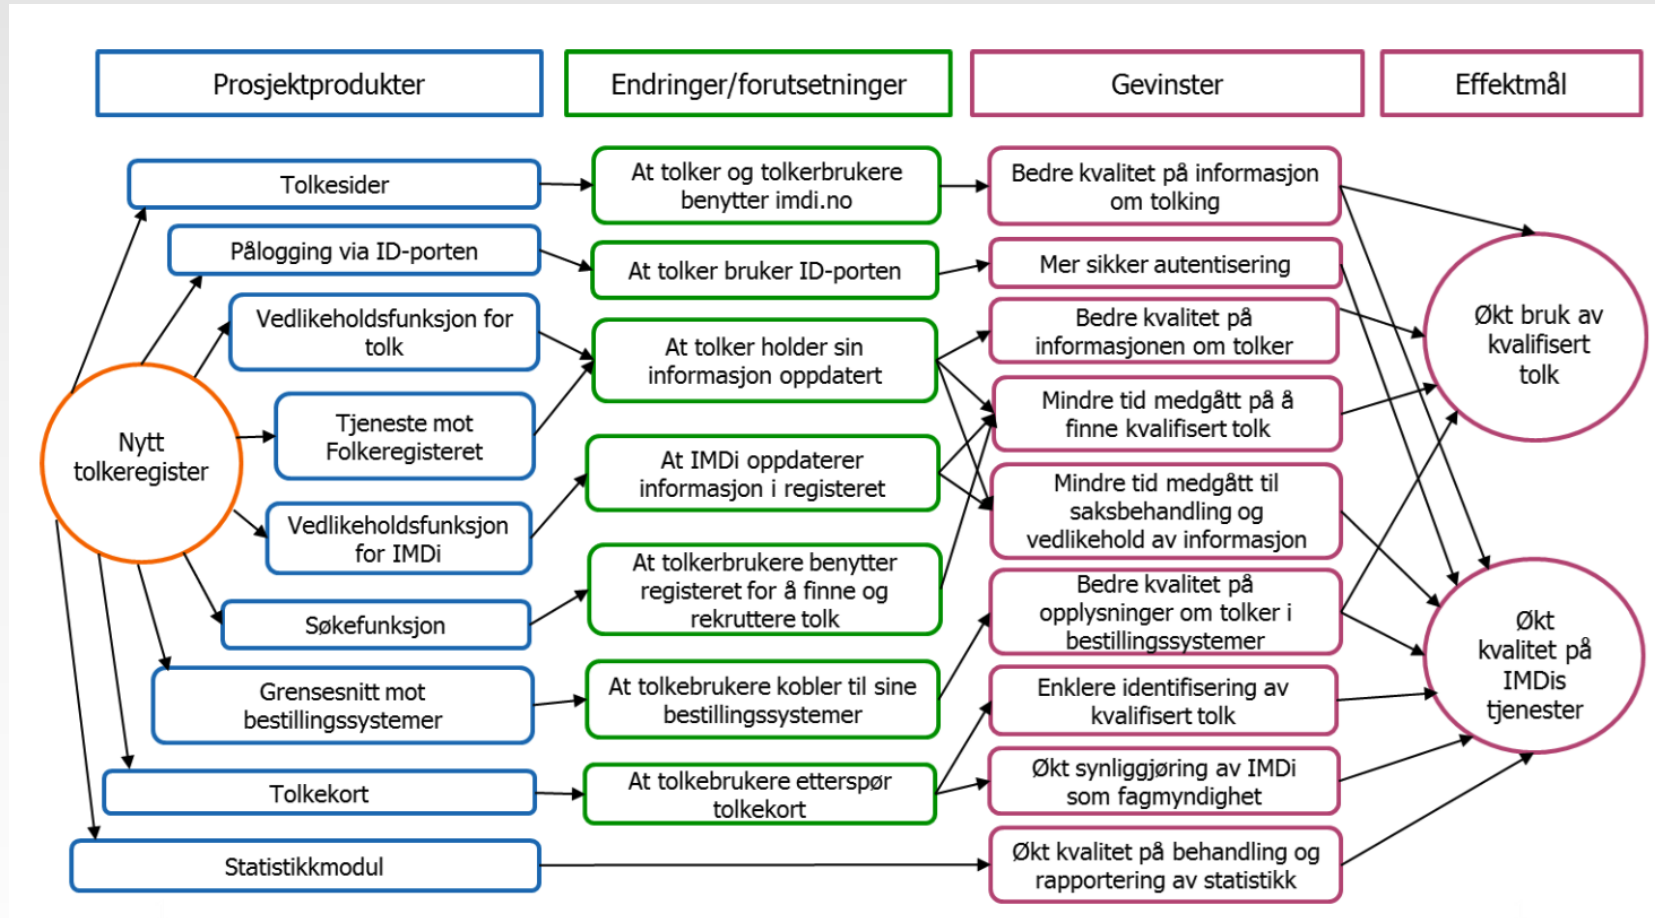 Prosjektprodukter
Endringer/forutsetninger
Gevinster
Effektmål
Nytt
tolkeregister
Tolkesider
Pålogging via ID-porten
Vedlikeholdsfunksjon for
tolk
Tjeneste mot
Folkeregisteret
Vedlikeholdsfunksjon
for IMDi
Søkefunksjon
Grensesnitt mot
bestillingssystemer
Tolkekort
Statistikkmodul
At tolker og tolkerbrukere
benytter imdi.no
At tolker bruker ID-porten
At tolker holder sin
informasjon oppdatert
At IMDi oppdaterer
informasjon i registeret
At tolkerbrukere benytter
registeret for å finne og
rekruttere tolk
At tolkebrukere kobler til sine
bestillingssystemer
At tolkebrukere etterspør
tolkekort
Bedre kvalitet på informasjon
om tolking
Mer sikker autentisering
Bedre kvalitet på
informasjonen om tolker
Mindre tid medgått på å
finne kvalifisert tolk
Mindre tid medgått til
saksbehandling og
vedlikehold av informasjon
Bedre kvalitet på
opplysninger om tolker i
bestillingssystemer
Enklere identifisering av
kvalifisert tolk
Økt synliggjøring av IMDi
som fagmyndighet
Økt kvalitet på behandling og
rapportering av statistikk
Økt bruk av
kvalifisert
tolk
Økt
kvalitet på
IMDis
tjenester